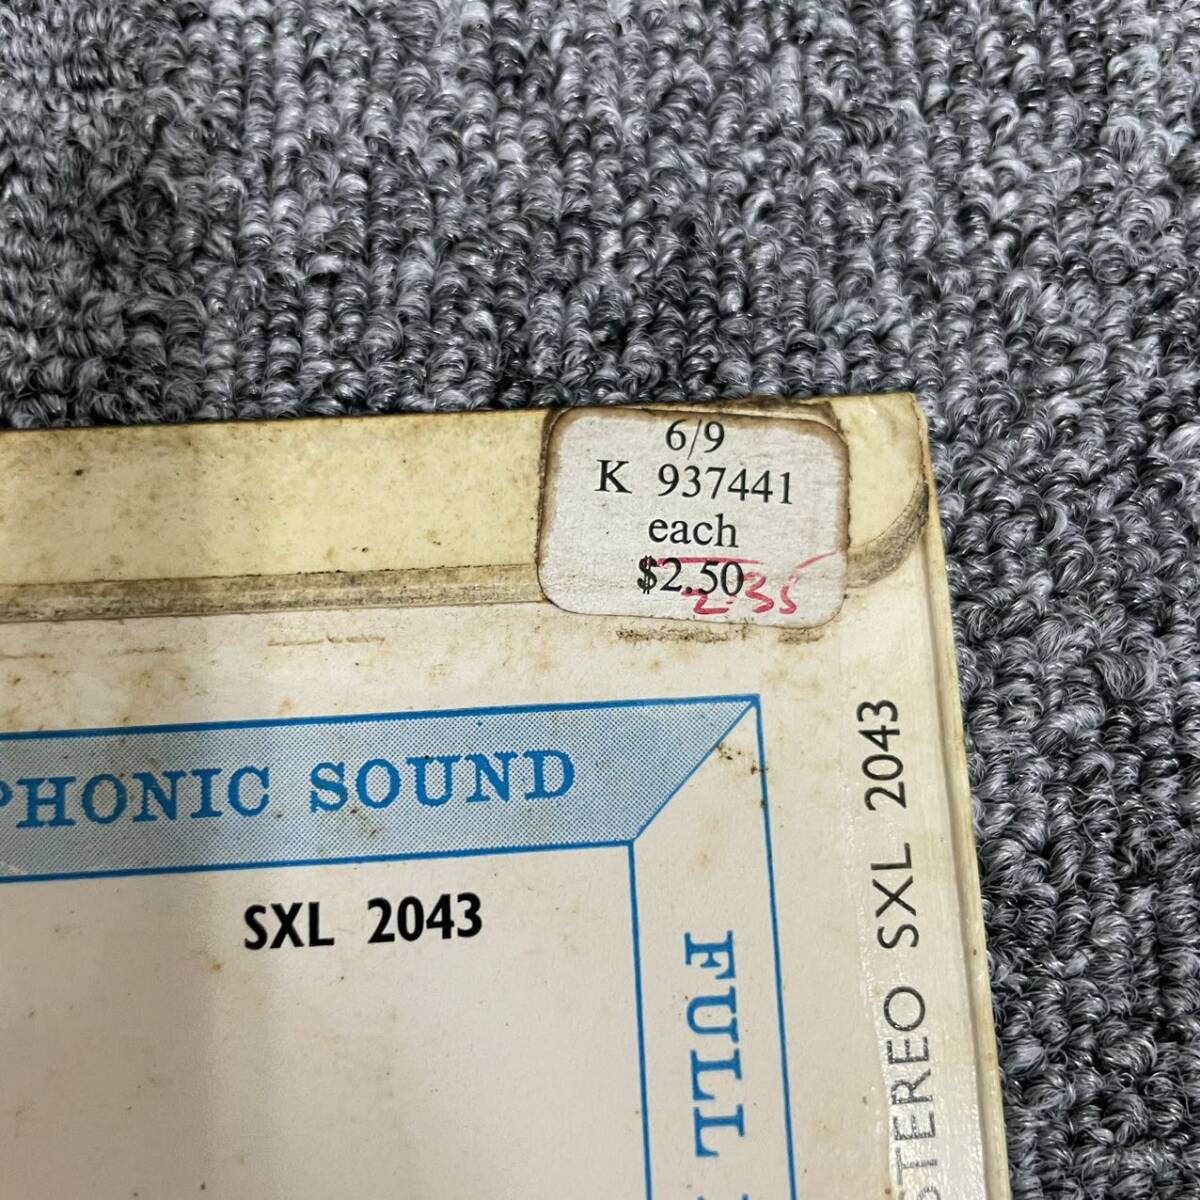 6/9
K 937441
each
$2.50
2.35
PHONIC SOUND
SXL 2043
FULL
STEREO SXL 2043